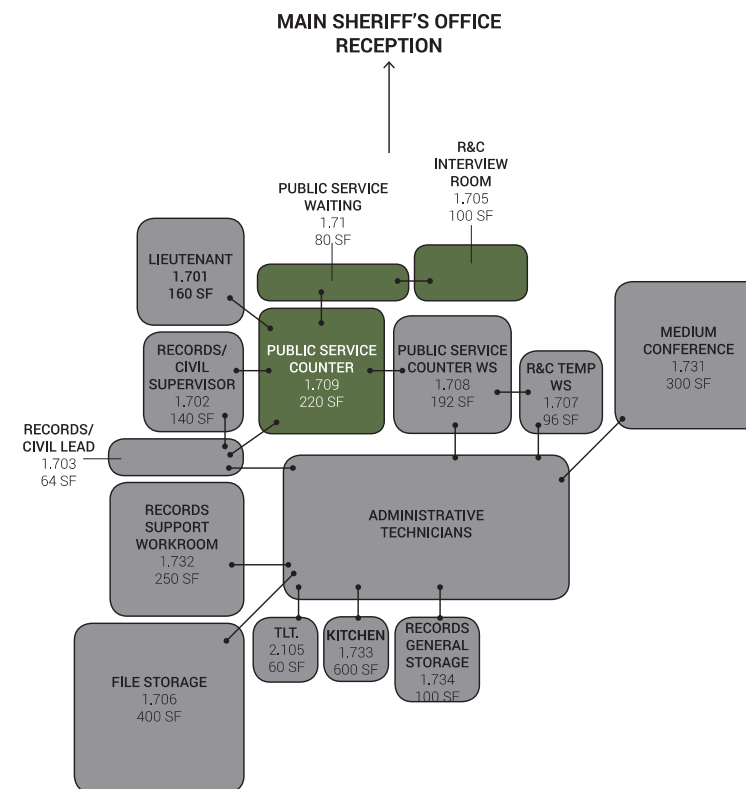 MAIN SHERIFF'S OFFICE
RECEPTION
R&C
INTERVIEW
ROOM
1.705
100 SF
PUBLIC SERVICE
WAITING
1.71
80 SF
LIEUTENANT
1.701
160 SF
RECORDS/
CIVIL
SUPERVISOR
1.702
140 SF
PUBLIC SERVICE
COUNTER
1.709
220 SF
PUBLIC SERVICE
COUNTER WS
1.708
192 SF
R&C TEMP
WS
1.707
96 SF
MEDIUM
CONFERENCE
1.731
300 SF
RECORDS/
CIVIL LEAD
1.703
64 SF
RECORDS
SUPPORT
WORKROOM
1.732
250 SF
ADMINISTRATIVE
TECHNICIANS
FILE STORAGE
1.706
400 SF
TLT.
2.105
60 SF
KITCHEN
1.733
600 SF
RECORDS
GENERAL
STORAGE
1.734
100 SF